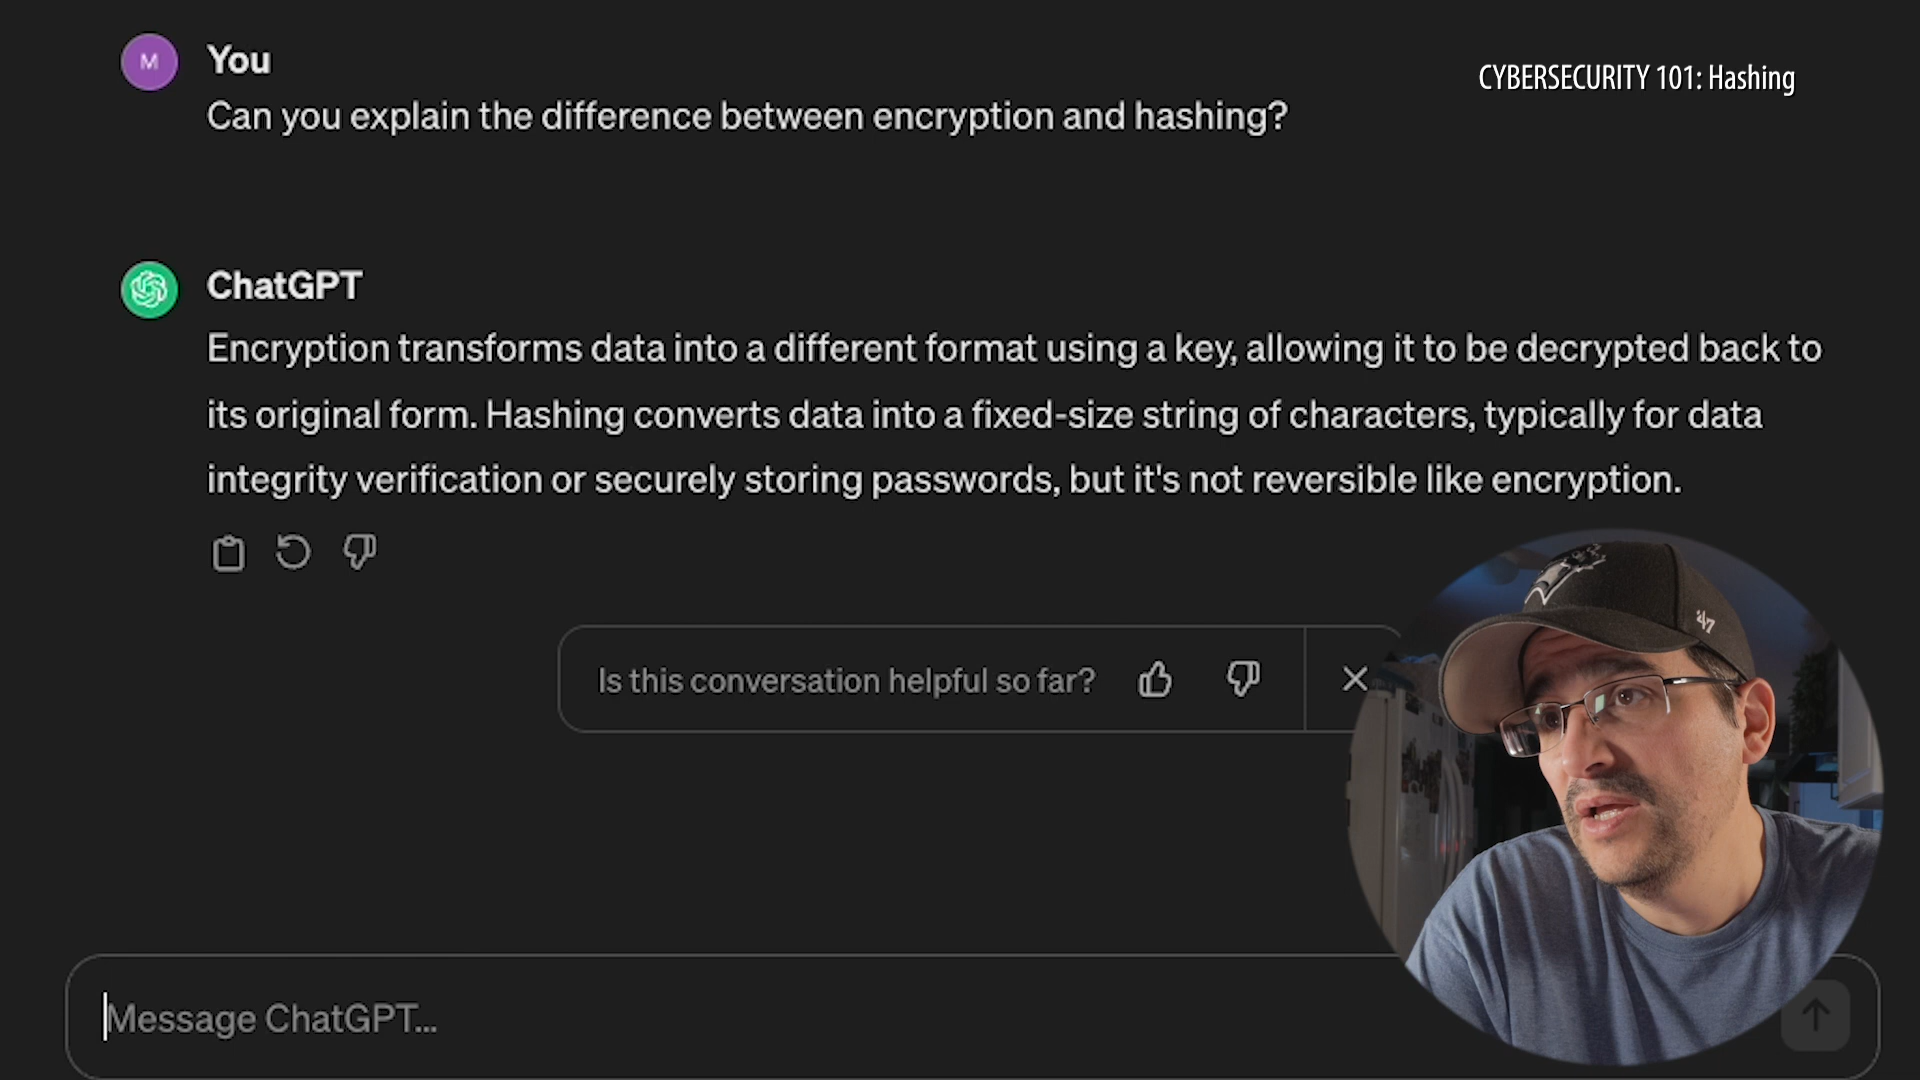 M
You
CYBERSECURITY 101: Hashing
Can you explain the difference between encryption and hashing?
ChatGPT
Encryption transforms data into a different format using a key, allowing it to be decrypted back to
its original form. Hashing converts data into a fixed-size string of characters, typically for data
integrity verification or securely storing passwords, but it's not reversible like encryption.
Is this conversation helpful so far?
'47
Message ChatGPT...